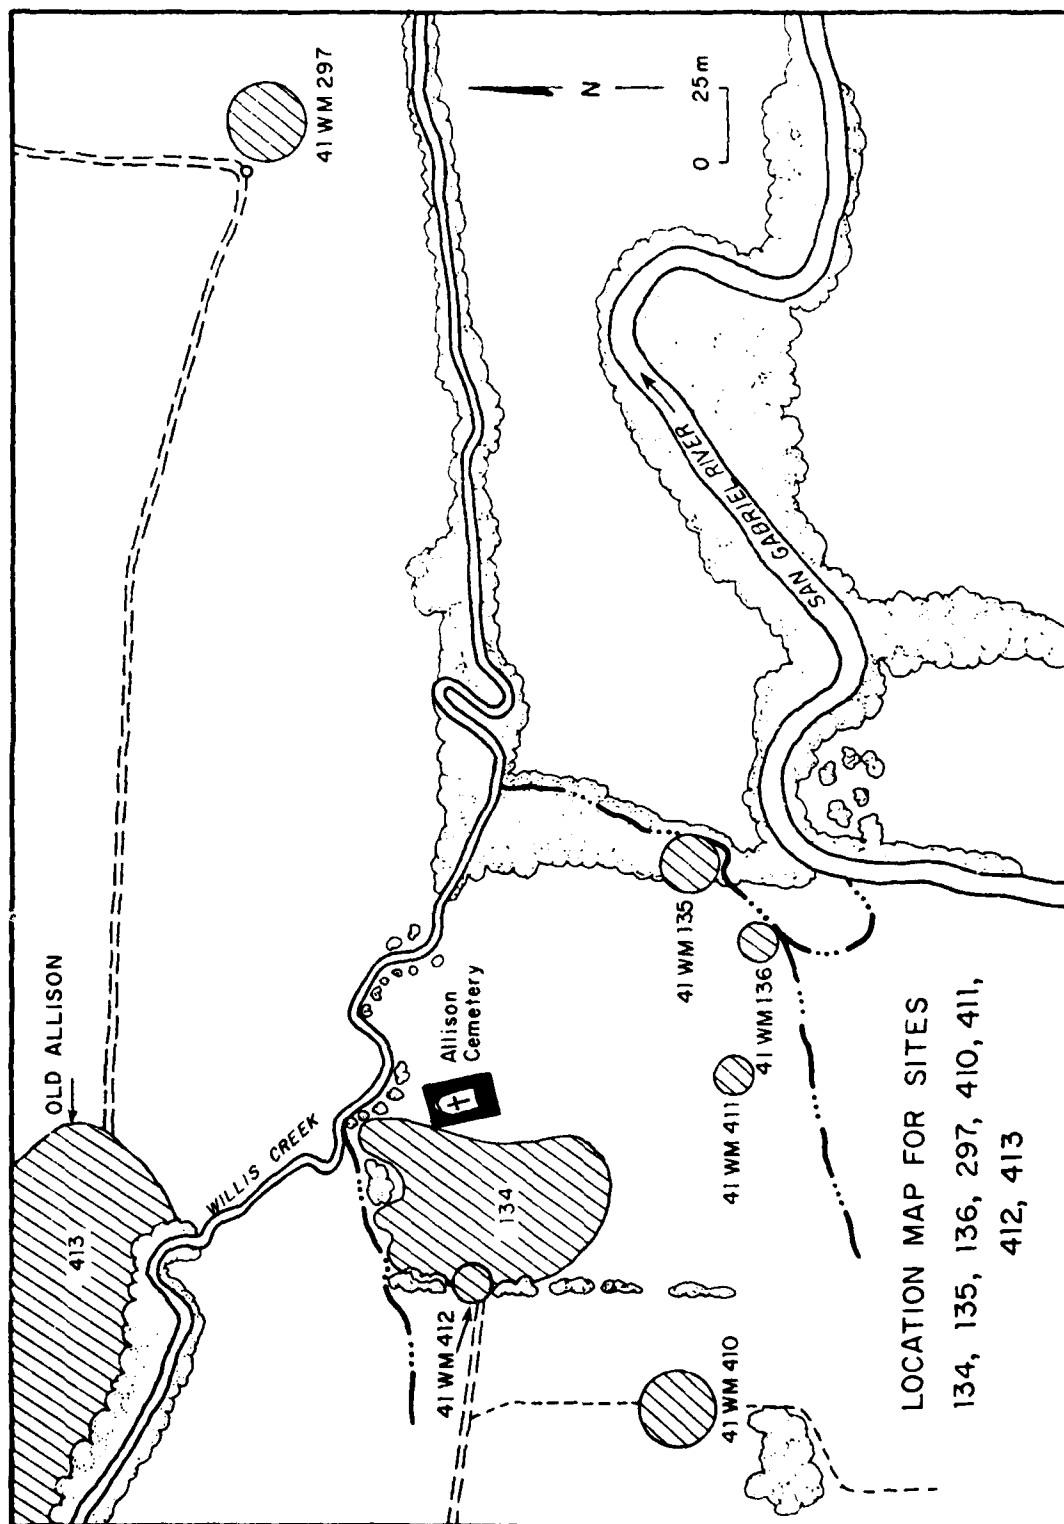 OLD ALLISON
413
41 WM 297
WILLIS CREEK
N
0 25m
Allison
Cemetery
134
41 WM 412
41 WM 135
41 WM 136
41 WM 411
41 WM 410
SAN GABRIEL RIVER
LOCATION MAP FOR SITES
134, 135, 136, 297, 410, 411,
412, 413